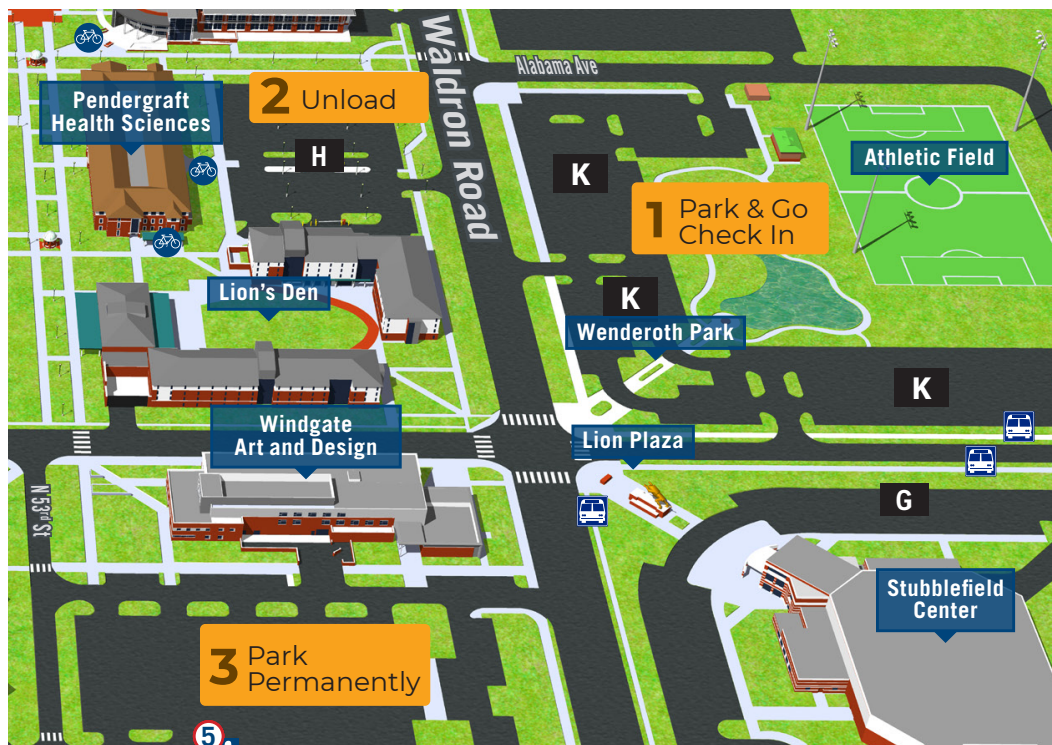 Waldron Road
Alabama Ave
2 Unload
Pendergraft
Health Sciences
H
K
Athletic Field
1 Park & Go
Check In
Lion's Den
K
Wenderoth Park
K
Windgate
Art and Design
Lion Plaza
N 53rd St
G
Stubblefield
Center
3 Park
Permanently
5